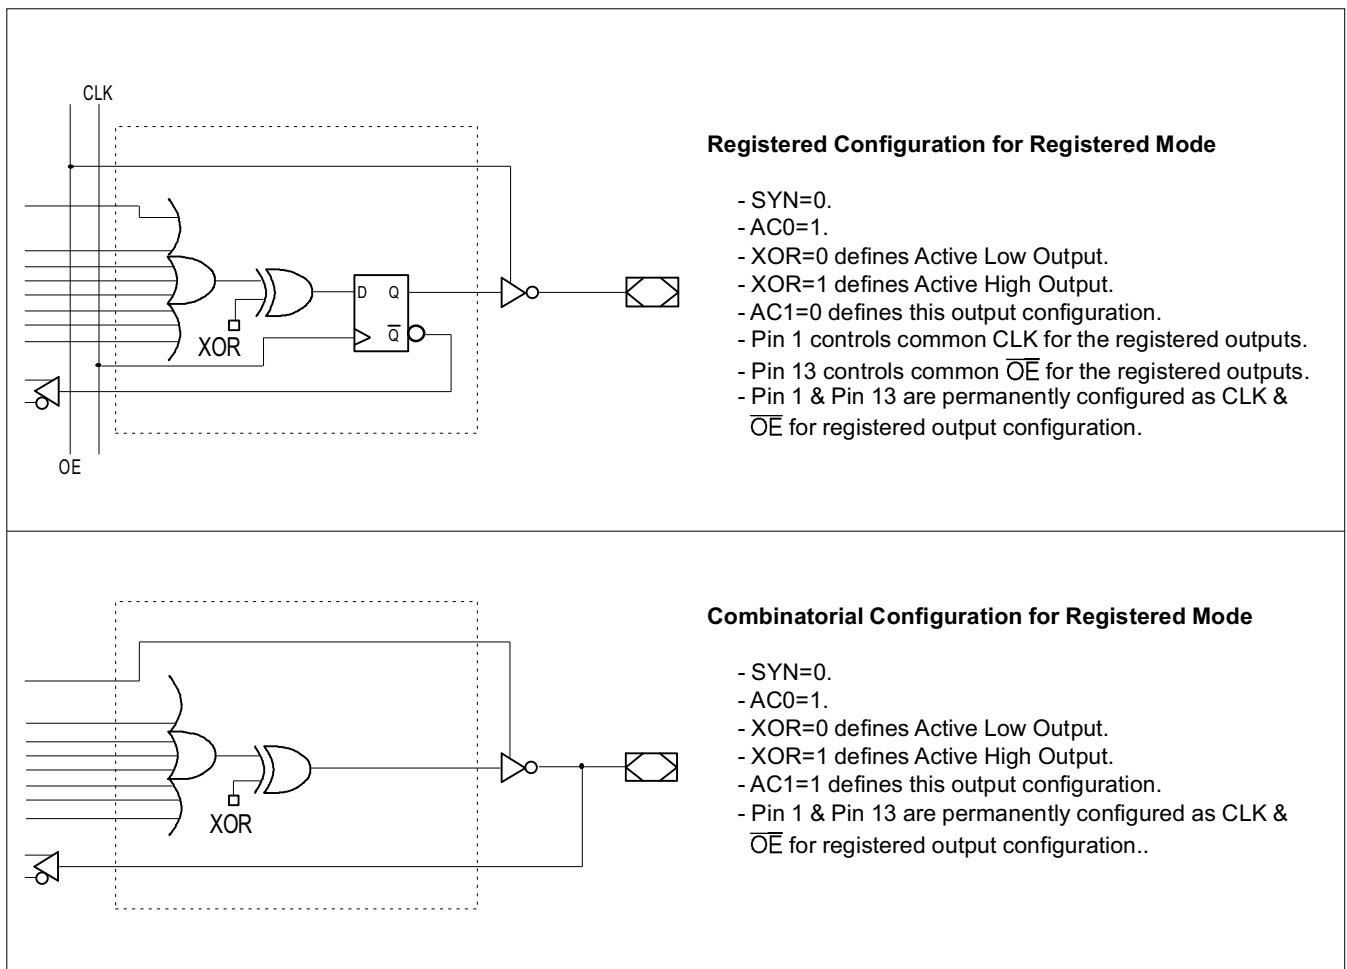 CLK
Registered Configuration for Registered Mode
- SYN=0.
- AC0=1.
- XOR=0 defines Active Low Output.
- XOR=1 defines Active High Output.
- AC1=0 defines this output configuration.
- Pin 1 controls common CLK for the registered outputs.
- Pin 13 controls common O̅E̅ for the registered outputs.
- Pin 1 & Pin 13 are permanently configured as CLK &
O̅E̅ for registered output configuration.
D Q
Q̅
XOR
OE
Combinatorial Configuration for Registered Mode
- SYN=0.
- AC0=1.
- XOR=0 defines Active Low Output.
- XOR=1 defines Active High Output.
- AC1=1 defines this output configuration.
- Pin 1 & Pin 13 are permanently configured as CLK &
O̅E̅ for registered output configuration..
XOR